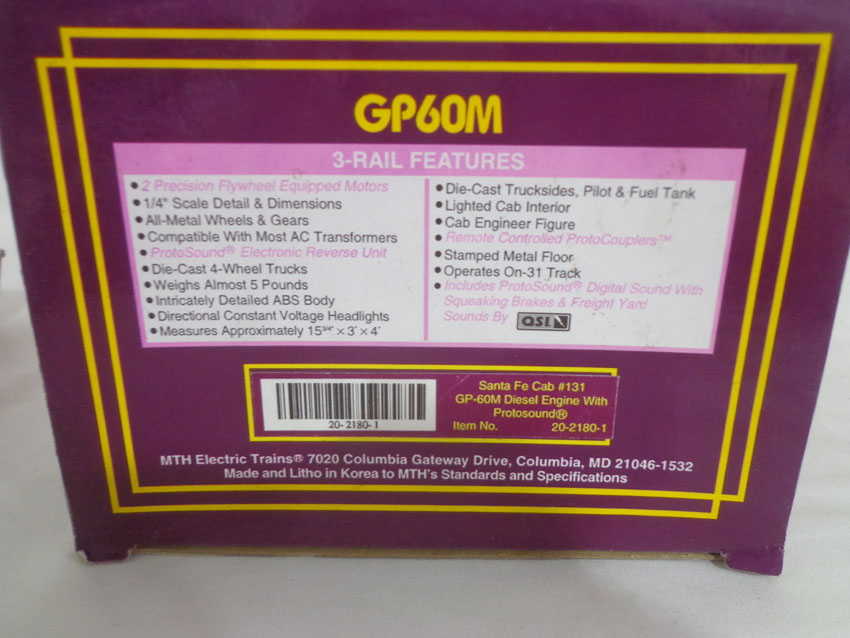 GP60M
3-RAIL FEATURES
• 2 Precision Flywheel Equipped Motors
• 1/4" Scale Detail & Dimensions
• All-Metal Wheels & Gears
• Compatible With Most AC Transformers
• ProtoSound® Electronic Reverse Unit
• Die-Cast 4-Wheel Trucks
• Weighs Almost 5 Pounds
• Intricately Detailed ABS Body
• Directional Constant Voltage Headlights
• Measures Approximately 15 3/4" × 3" × 4"
• Die-Cast Trucksides, Pilot & Fuel Tank
• Lighted Cab Interior
• Cab Engineer Figure
• Remote Controlled ProtoCouplers™
• Stamped Metal Floor
• Operates On-31 Track
• Includes ProtoSound® Digital Sound With
Squeaking Brakes & Freight Yard
Sounds By QSI
20-2180-1
Santa Fe Cab #131
GP-60M Diesel Engine With
Protosound®
Item No. 20-2180-1
MTH Electric Trains® 7020 Columbia Gateway Drive, Columbia, MD 21046-1532
Made and Litho in Korea to MTH's Standards and Specifications